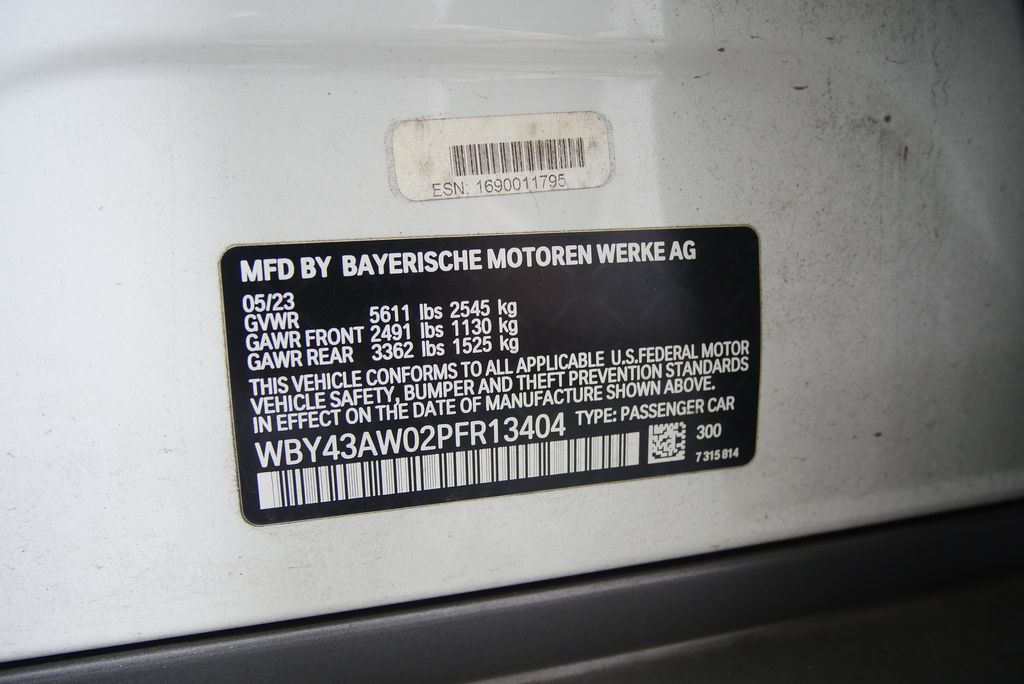 ESN: 1690011795
MFD BY BAYERISCHE MOTOREN WERKE AG
05/23
GVWR 5611 lbs 2545 kg
GAWR FRONT 2491 lbs 1130 kg
GAWR REAR 3362 lbs 1525 kg
THIS VEHICLE CONFORMS TO ALL APPLICABLE U.S.FEDERAL MOTOR
VEHICLE SAFETY, BUMPER AND THEFT PREVENTION STANDARDS
IN EFFECT ON THE DATE OF MANUFACTURE SHOWN ABOVE.
WBY43AW02PFR13404 TYPE: PASSENGER CAR
300
7 315 814